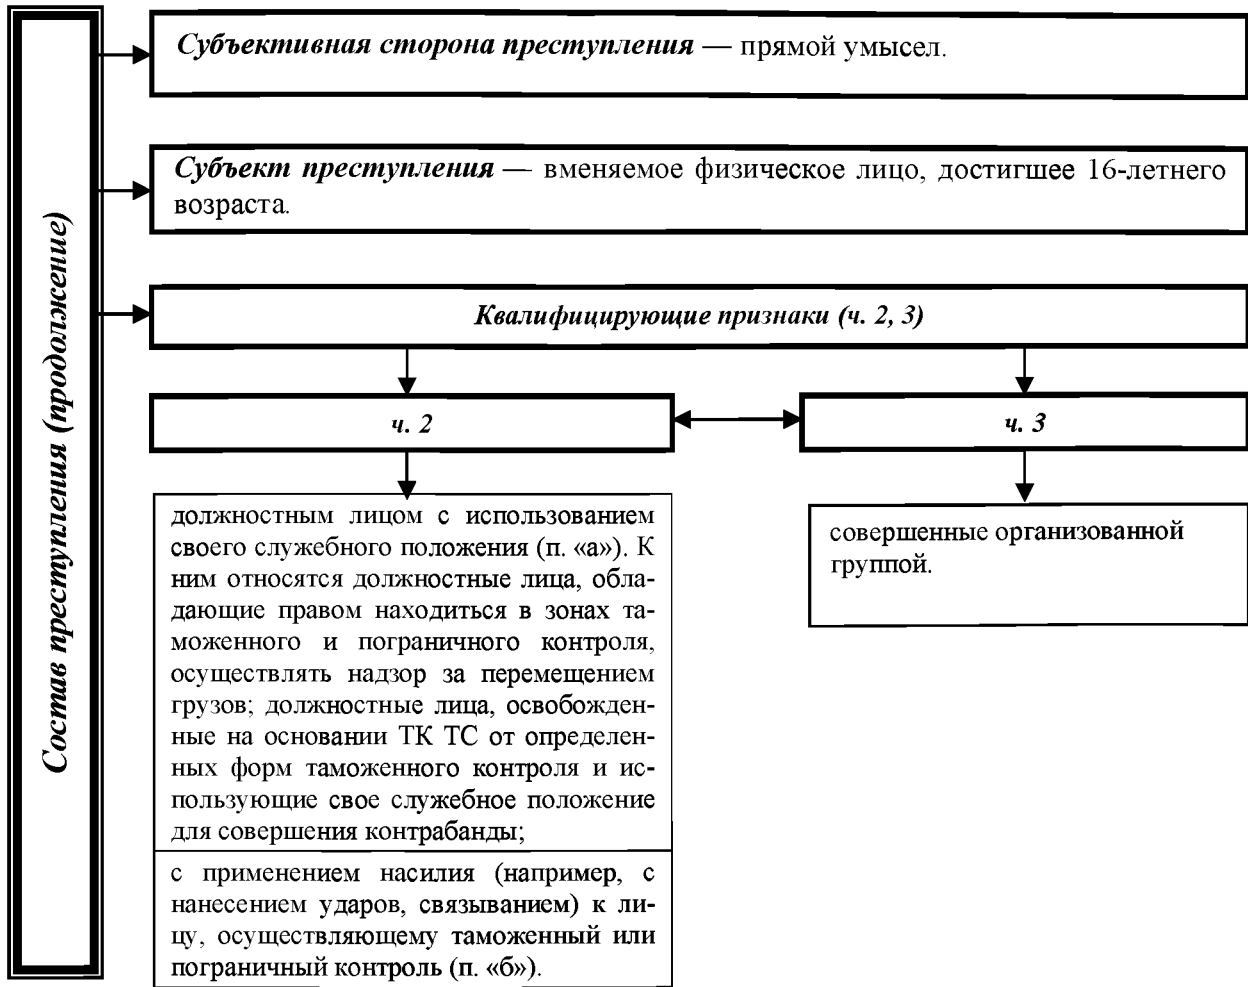 Состав преступления (продолжение)
Субъективная сторона преступления — прямой умысел.
Субъект преступления — вменяемое физическое лицо, достигшее 16-летнего
возраста.
Квалифицирующие признаки (ч. 2, 3)
ч. 2
ч. 3
должностным лицом с использованием
своего служебного положения (п. «а»). К
ним относятся должностные лица, обла-
дающие правом находиться в зонах та-
моженного и пограничного контроля,
осуществлять надзор за перемещением
грузов; должностные лица, освобожден-
ные на основании ТК ТС от определен-
ных форм таможенного контроля и ис-
пользующие свое служебное положение
для совершения контрабанды;
с применением насилия (например, с
нанесением ударов, связыванием) к ли-
цу, осуществляющему таможенный или
пограничный контроль (п. «б»).
совершенные организованной
группой.